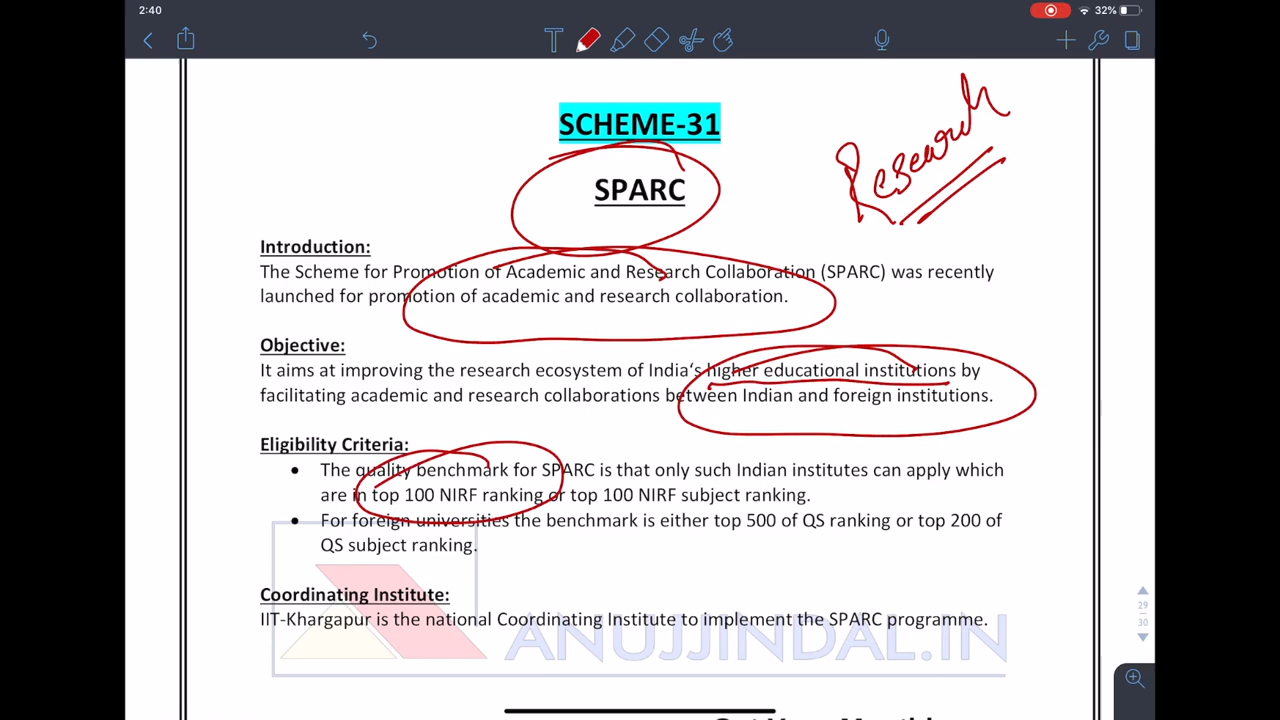 2:40
32%
T
SCHEME-31
Research
SPARC
Introduction:
The Scheme for Promotion of Academic and Research Collaboration (SPARC) was recently
launched for promotion of academic and research collaboration.
Objective:
It aims at improving the research ecosystem of India‘s higher educational institutions by
facilitating academic and research collaborations between Indian and foreign institutions.
Eligibility Criteria:
• The quality benchmark for SPARC is that only such Indian institutes can apply which
are in top 100 NIRF ranking or top 100 NIRF subject ranking.
• For foreign universities the benchmark is either top 500 of QS ranking or top 200 of
QS subject ranking.
29
30
Coordinating Institute:
IIT-Khargapur is the national Coordinating Institute to implement the SPARC programme.
ANUJJINDAL.IN